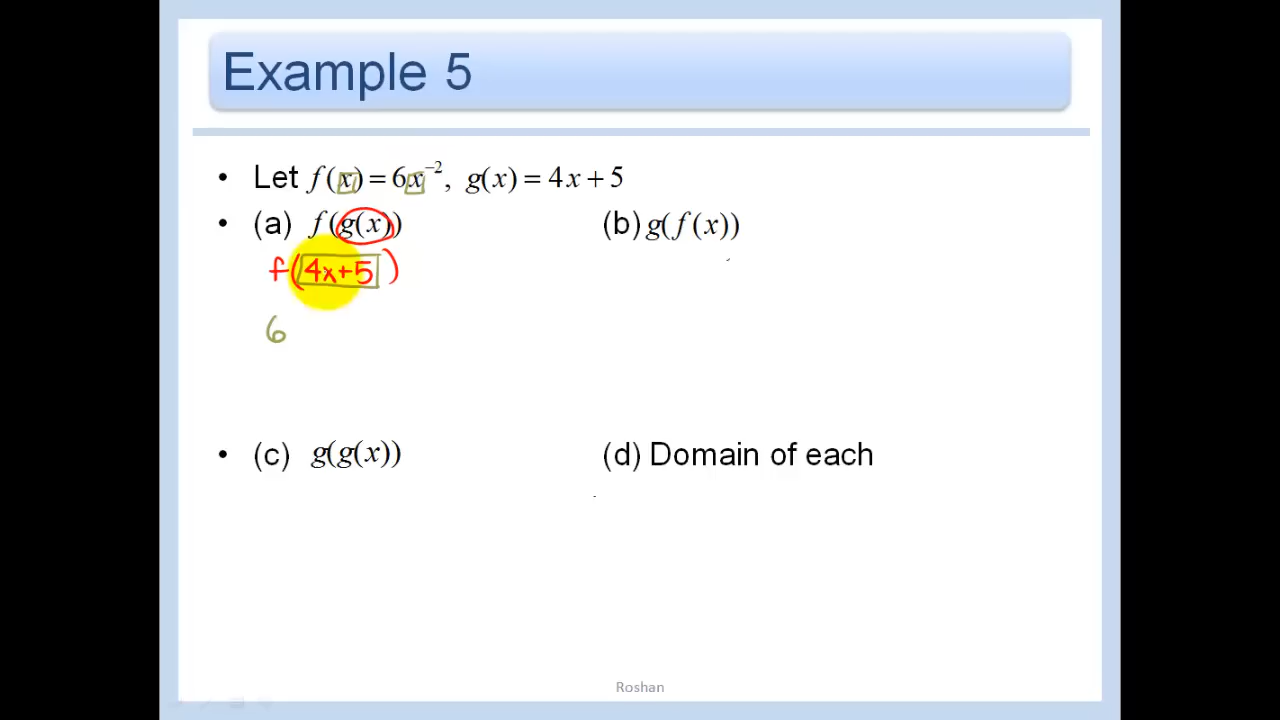 Example 5
• Let f(x) = 6x⁻², g(x) = 4x + 5
• (a) f(g(x)) (b) g(f(x))
f(4x+5)
6
• (c) g(g(x)) (d) Domain of each
Roshan